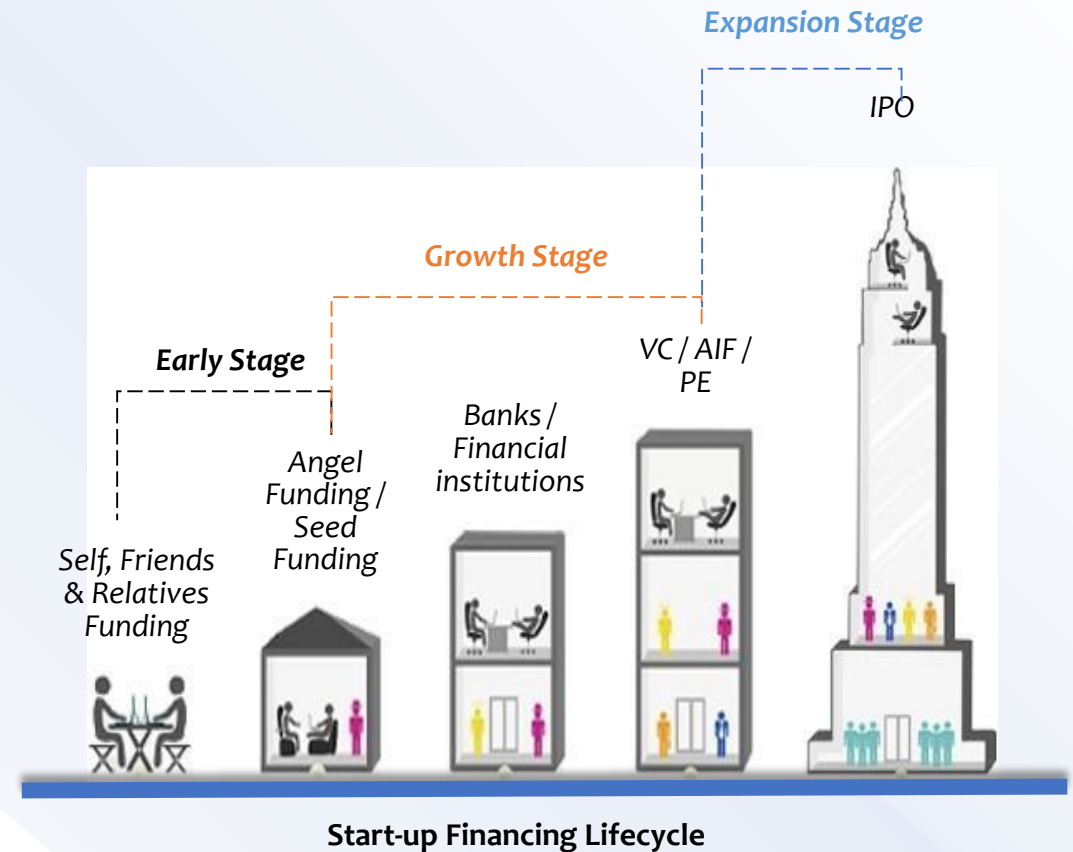 Expansion Stage
IPO
Growth Stage
VC / AIF /
PE
Early Stage
Banks /
Financial
institutions
Angel
Funding /
Seed
Funding
Self, Friends
& Relatives
Funding
Start-up Financing Lifecycle